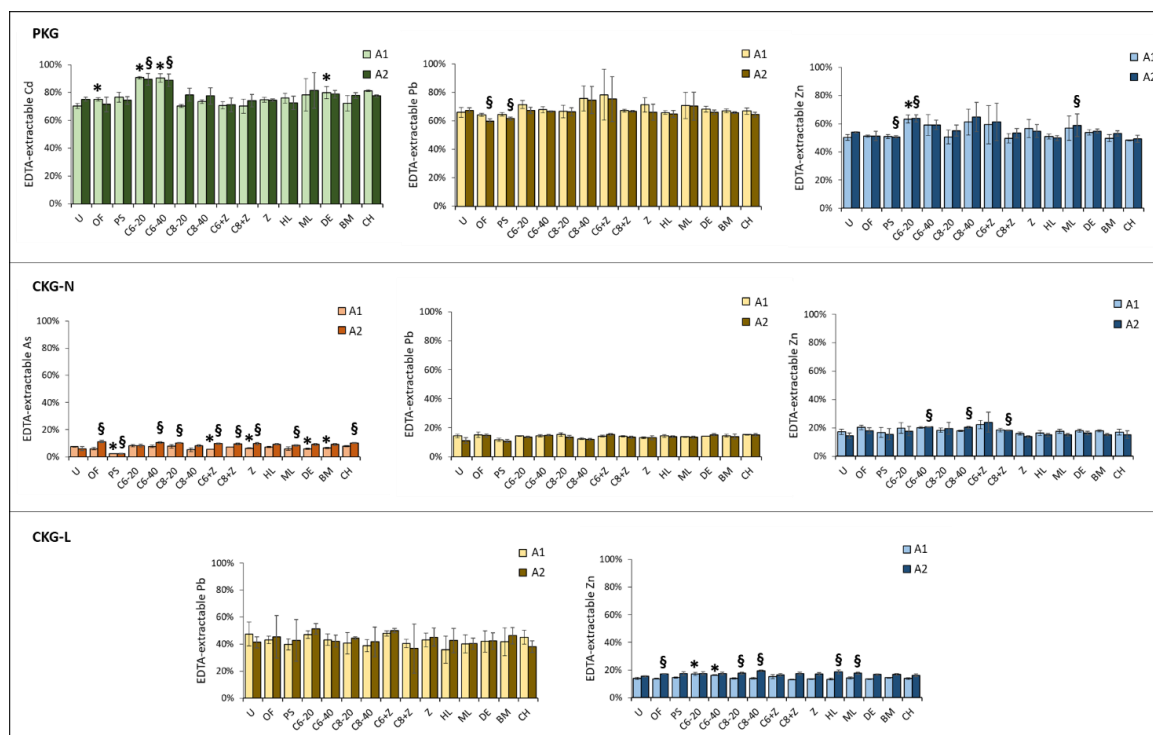 PKG
EDTA-extractable Cd
100%
80%
60%
40%
20%
0%
* * § * § *
A1
A2
U OF PS C6-20 C6-40 C8-20 C8-40 C6+Z C8+Z Z HL ML DE BM CH
EDTA-extractable Pb
100%
80%
60%
40%
20%
0%
§ §
A1
A2
U OF PS C6-20 C6-40 C8-20 C8-40 C6+Z C8+Z Z HL ML DE BM CH
EDTA-extractable Zn
100%
80%
60%
40%
20%
0%
§ * § §
A1
A2
U OF PS C6-20 C6-40 C8-20 C8-40 C6+Z C8+Z Z HL ML DE BM CH
CKG-N
EDTA-extractable As
100%
80%
60%
40%
20%
0%
§ * § § § * § § * § § * * §
A1
A2
U OF PS C6-20 C6-40 C8-20 C8-40 C6+Z C8+Z Z HL ML DE BM CH
EDTA-extractable Pb
100%
80%
60%
40%
20%
0%
A1
A2
U OF PS C6-20 C6-40 C8-20 C8-40 C6+Z C8+Z Z HL ML DE BM CH
EDTA-extractable Zn
100%
80%
60%
40%
20%
0%
§ § §
A1
A2
U OF PS C6-20 C6-40 C8-20 C8-40 C6+Z C8+Z Z HL ML DE BM CH
CKG-L
EDTA-extractable Pb
100%
80%
60%
40%
20%
0%
A1
A2
U OF PS C6-20 C6-40 C8-20 C8-40 C6+Z C8+Z Z HL ML DE BM CH
EDTA-extractable Zn
100%
80%
60%
40%
20%
0%
§ * * § § § §
A1
A2
U OF PS C6-20 C6-40 C8-20 C8-40 C6+Z C8+Z Z HL ML DE BM CH